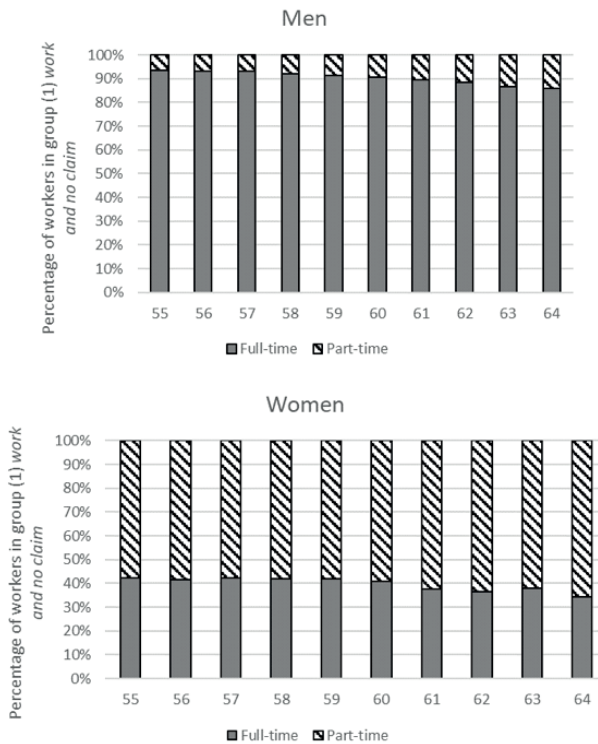 Men
Percentage of workers in group (1) work
and no claim
100%
90%
80%
70%
60%
50%
40%
30%
20%
10%
0%
55 56 57 58 59 60 61 62 63 64
Full-time Part-time
Women
Percentage of workers in group (1) work
and no claim
100%
90%
80%
70%
60%
50%
40%
30%
20%
10%
0%
55 56 57 58 59 60 61 62 63 64
Full-time Part-time